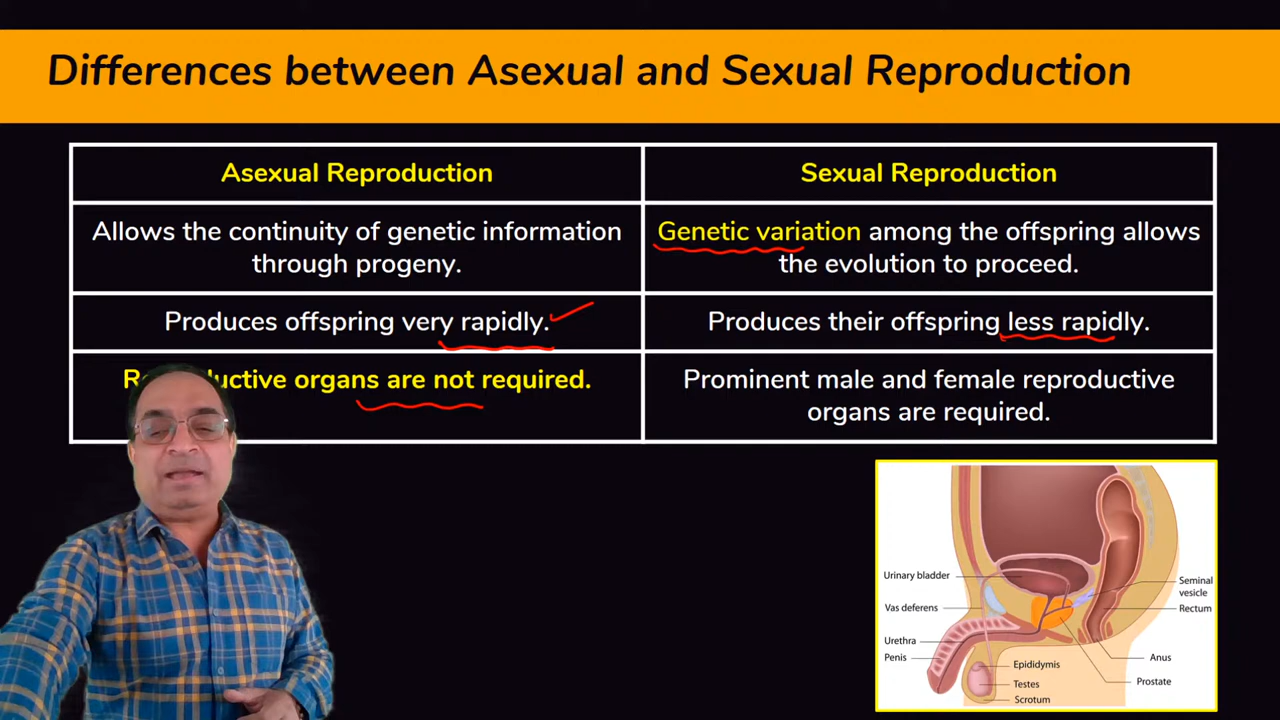 Differences between Asexual and Sexual Reproduction
Asexual Reproduction
Sexual Reproduction
Allows the continuity of genetic information
through progeny.
Genetic variation among the offspring allows
the evolution to proceed.
Produces offspring very rapidly.
Produces their offspring less rapidly.
organs are not required.
Prominent male and female reproductive
organs are required.
Urinary bladder
Vas deferens
Urethra
Penis
Epididymis
Testes
Scrotum
Seminal
vesicle
Rectum
Anus
Prostate